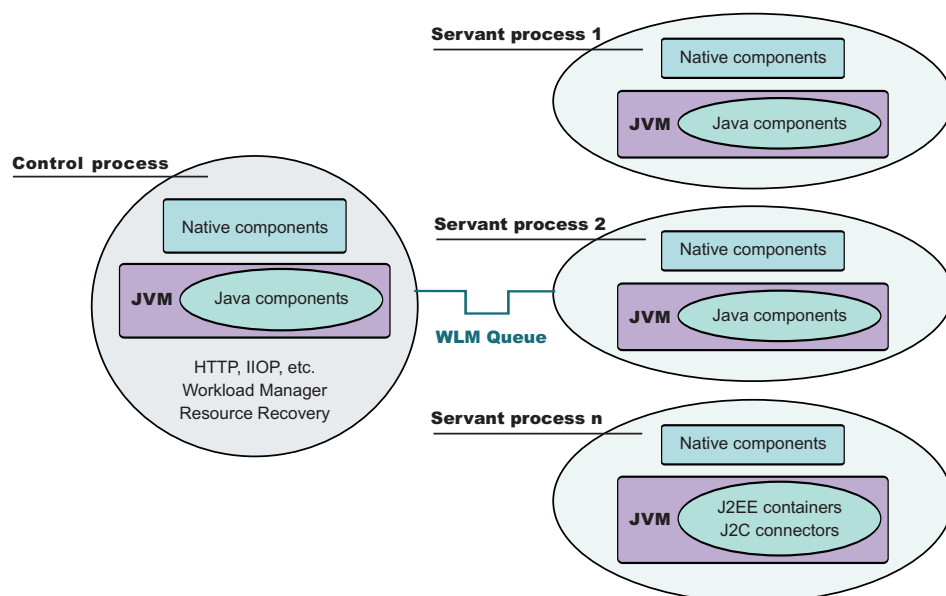 Control process
Native components
JVM
Java components
HTTP, IIOP, etc.
Workload Manager
Resource Recovery
WLM Queue
Servant process 1
Native components
JVM
Java components
Servant process 2
Native components
JVM
Java components
Servant process n
Native components
JVM
J2EE containers
J2C connectors